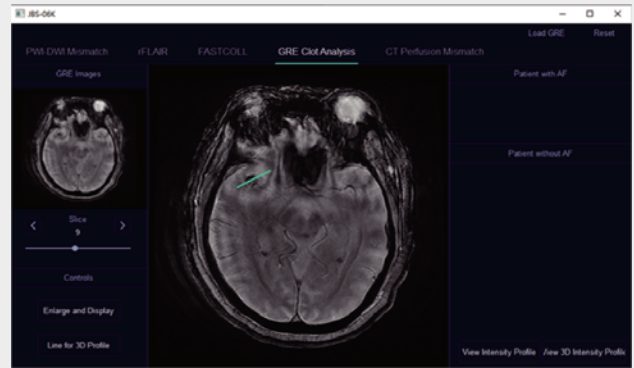 JBS-06K
Load GRE Reset
PWI-DWI Mismatch rFLAIR FASTCOLL GRE Clot Analysis CT Perfusion Mismatch
GRE Images
Patient with AF
Patient without AF
Slice
9
Controls
Enlarge and Display
Line for 3D Profile
View Intensity Profile /iew 3D Intensity Profile